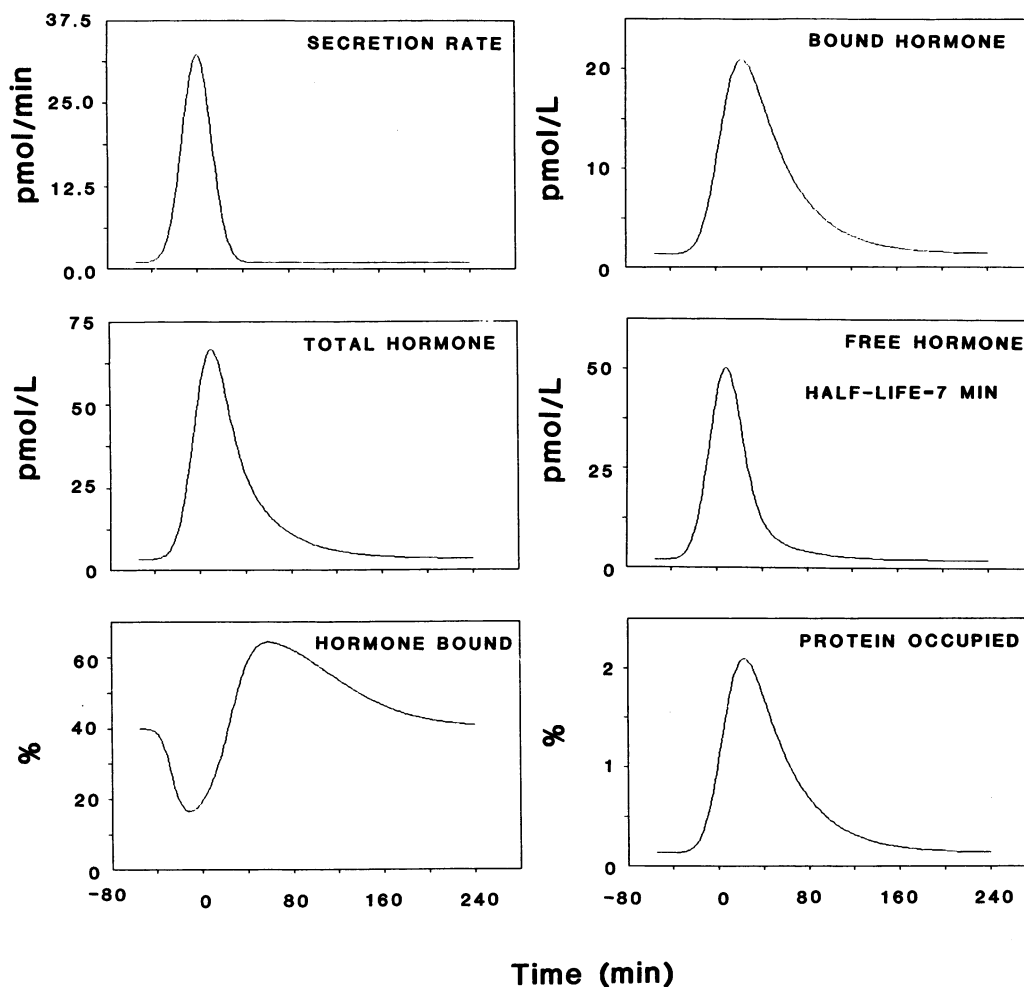 SECRETION RATE
pmol/min
37.5
25.0
12.5
0.0
BOUND HORMONE
pmol/L
20
10
0
TOTAL HORMONE
pmol/L
75
50
25
0
FREE HORMONE
HALF-LIFE-7 MIN
pmol/L
50
25
0
HORMONE BOUND
%
60
40
20
0
-80 0 80 160 240
PROTEIN OCCUPIED
%
2
1
0
-80 0 80 160 240
Time (min)